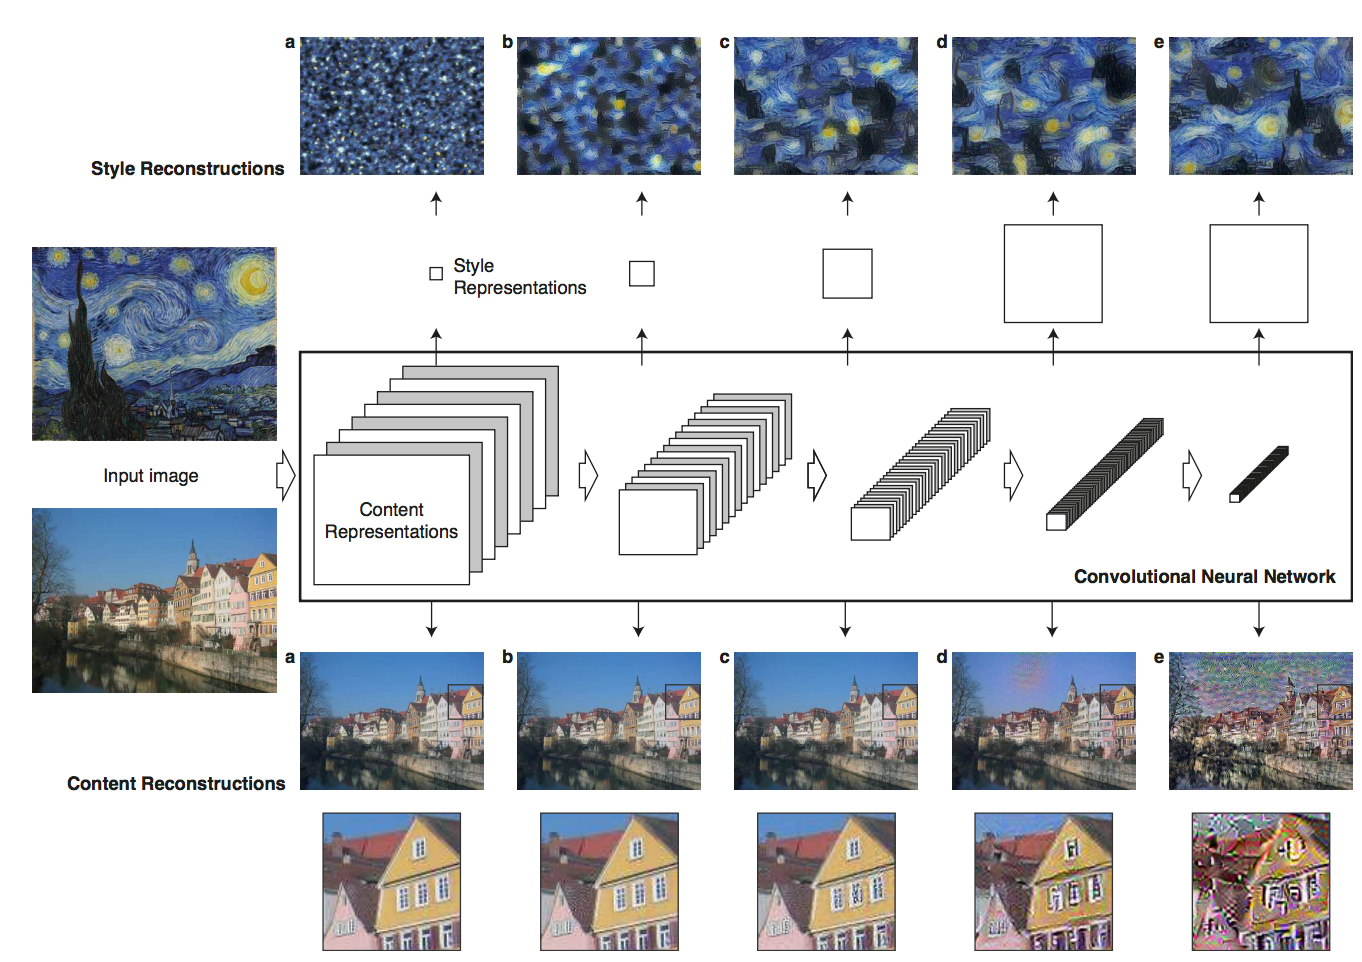 a
b
c
d
e
Style Reconstructions
Style
Representations
Input image
Content
Representations
Convolutional Neural Network
a
b
c
d
e
Content Reconstructions